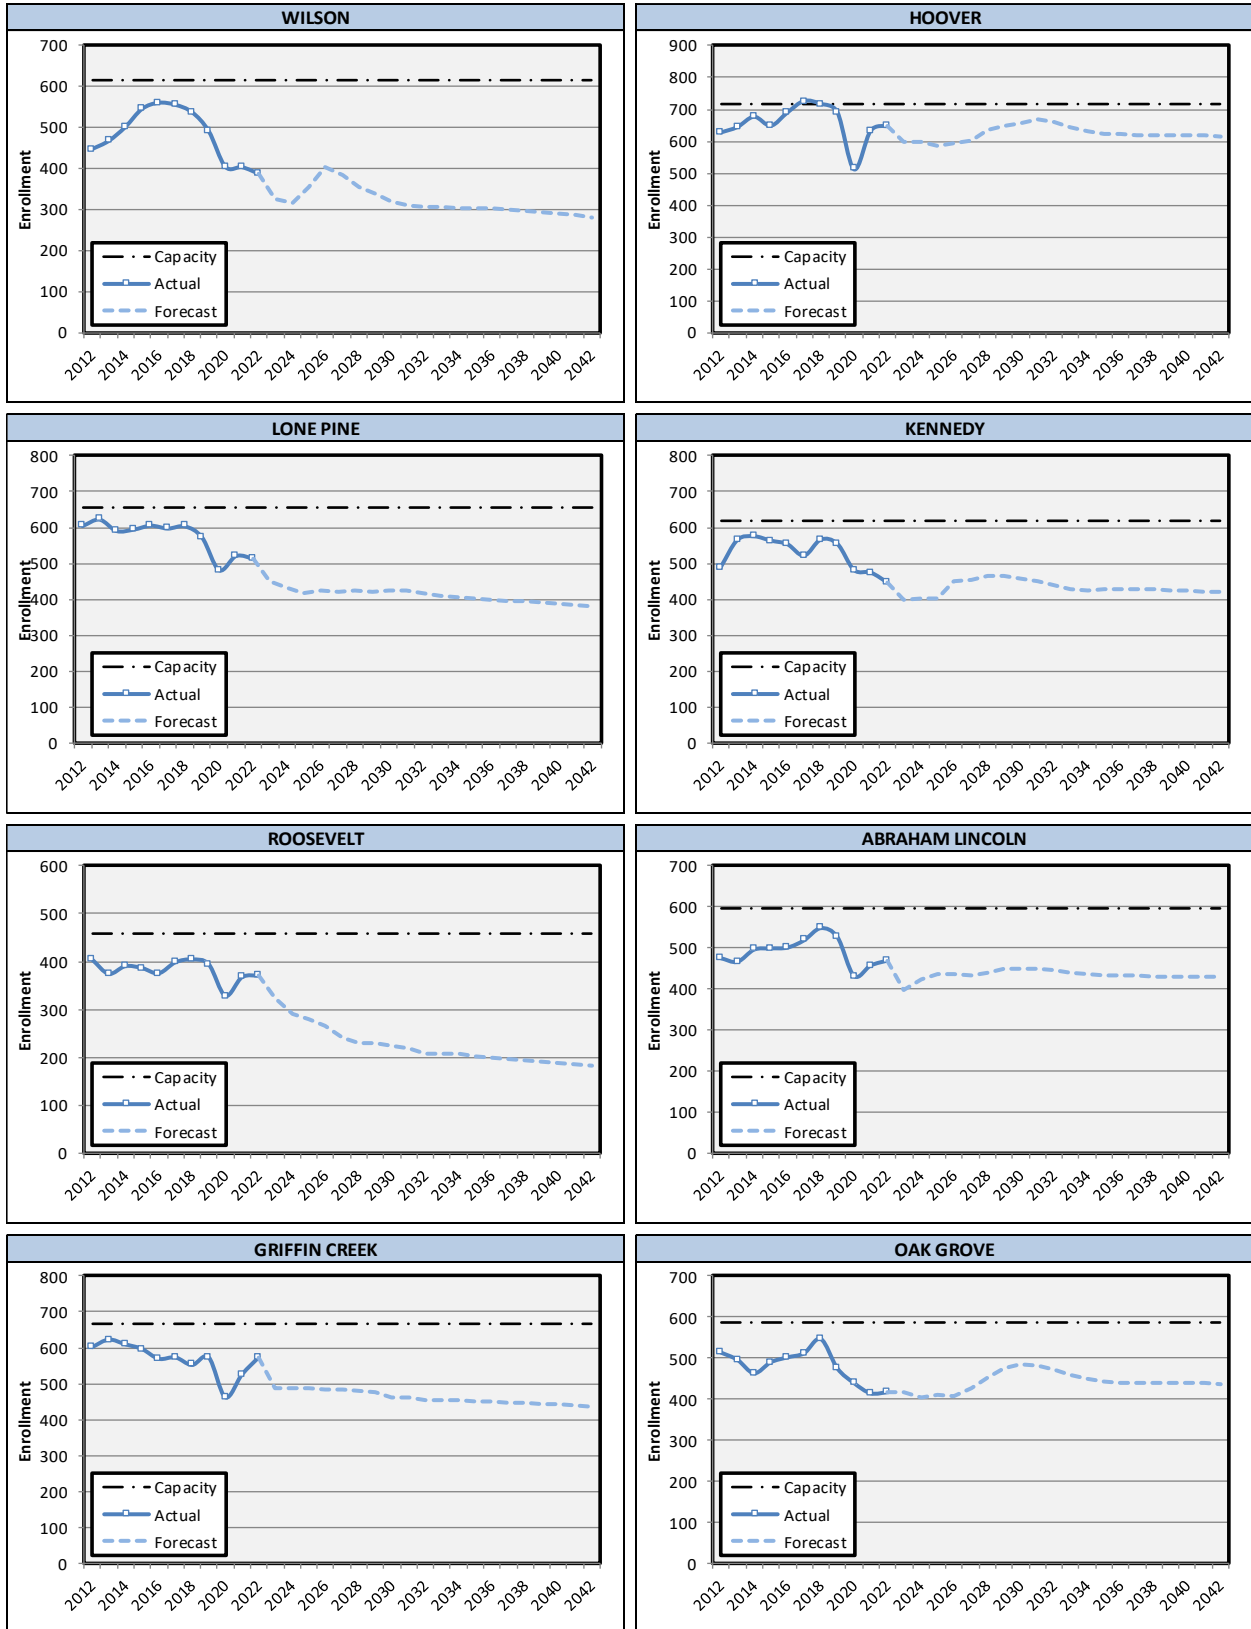 WILSON
700
600
500
400
300
200
100
0
Enrollment
Capacity
Actual
Forecast
2012 2014 2016 2018 2020 2022 2024 2026 2028 2030 2032 2034 2036 2038 2040 2042
HOOVER
900
800
700
600
500
400
300
200
100
0
Enrollment
Capacity
Actual
Forecast
2012 2014 2016 2018 2020 2022 2024 2026 2028 2030 2032 2034 2036 2038 2040 2042
LONE PINE
800
700
600
500
400
300
200
100
0
Enrollment
Capacity
Actual
Forecast
2012 2014 2016 2018 2020 2022 2024 2026 2028 2030 2032 2034 2036 2038 2040 2042
KENNEDY
800
700
600
500
400
300
200
100
0
Enrollment
Capacity
Actual
Forecast
2012 2014 2016 2018 2020 2022 2024 2026 2028 2030 2032 2034 2036 2038 2040 2042
ROOSEVELT
600
500
400
300
200
100
0
Enrollment
Capacity
Actual
Forecast
2012 2014 2016 2018 2020 2022 2024 2026 2028 2030 2032 2034 2036 2038 2040 2042
ABRAHAM LINCOLN
700
600
500
400
300
200
100
0
Enrollment
Capacity
Actual
Forecast
2012 2014 2016 2018 2020 2022 2024 2026 2028 2030 2032 2034 2036 2038 2040 2042
GRIFFIN CREEK
800
700
600
500
400
300
200
100
0
Enrollment
Capacity
Actual
Forecast
2012 2014 2016 2018 2020 2022 2024 2026 2028 2030 2032 2034 2036 2038 2040 2042
OAK GROVE
700
600
500
400
300
200
100
0
Enrollment
Capacity
Actual
Forecast
2012 2014 2016 2018 2020 2022 2024 2026 2028 2030 2032 2034 2036 2038 2040 2042